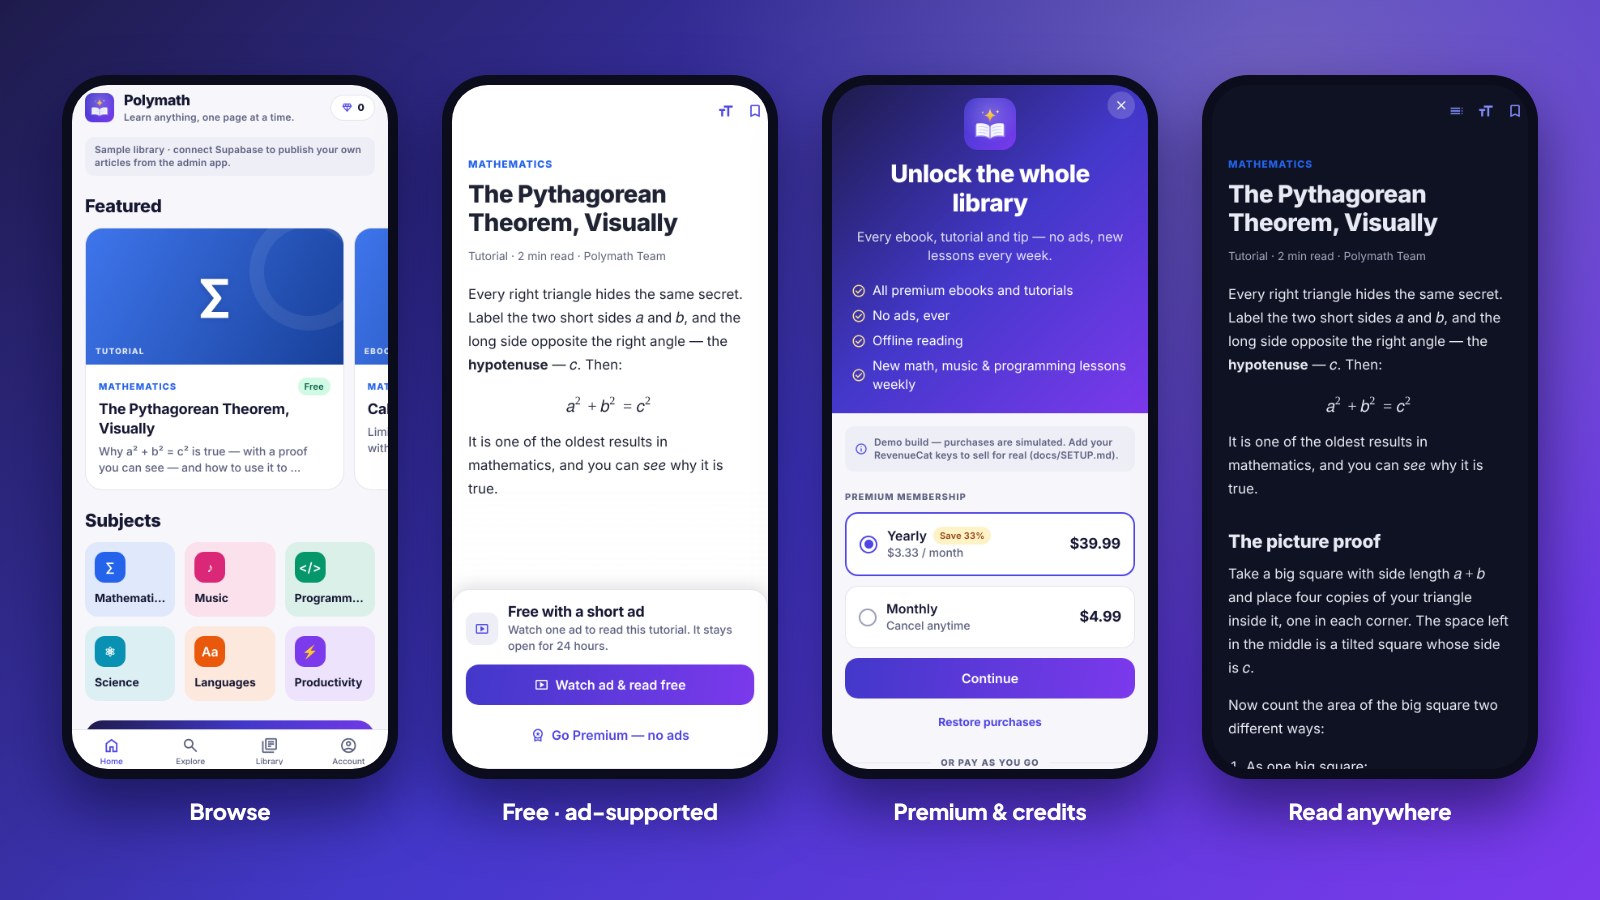 Polymath
Learn anything, one page at a time.
0
Sample library · connect Supabase to publish your own
articles from the admin app.
Featured
Σ
TUTORIAL
MATHEMATICS
Free
The Pythagorean Theorem,
Visually
Why a² + b² = c² is true — with a proof
you can see — and how to use it to ...
EBOO
MAT
Cal
Limi
with
Subjects
Σ
Mathemati...
♪
Music
</>
Programm...
⚛
Science
Aa
Languages
⚡
Productivity
Home
Explore
Library
Account
Browse
тT
MATHEMATICS
The Pythagorean
Theorem, Visually
Tutorial · 2 min read · Polymath Team
Every right triangle hides the same secret.
Label the two short sides a and b, and the
long side opposite the right angle — the
hypotenuse — c. Then:
a² + b² = c²
It is one of the oldest results in
mathematics, and you can see why it is
true.
Free with a short ad
Watch one ad to read this tutorial. It stays
open for 24 hours.
Watch ad & read free
Go Premium — no ads
Free · ad-supported
Unlock the whole
library
Every ebook, tutorial and tip — no ads, new
lessons every week.
All premium ebooks and tutorials
No ads, ever
Offline reading
New math, music & programming lessons
weekly
Demo build — purchases are simulated. Add your
RevenueCat keys to sell for real (docs/SETUP.md).
PREMIUM MEMBERSHIP
Yearly
Save 33%
$3.33 / month
$39.99
Monthly
Cancel anytime
$4.99
Continue
Restore purchases
OR PAY AS YOU GO
Premium & credits
тT
MATHEMATICS
The Pythagorean
Theorem, Visually
Tutorial · 2 min read · Polymath Team
Every right triangle hides the same secret.
Label the two short sides a and b, and the
long side opposite the right angle — the
hypotenuse — c. Then:
a² + b² = c²
It is one of the oldest results in
mathematics, and you can see why it is
true.
The picture proof
Take a big square with side length a + b
and place four copies of your triangle
inside it, one in each corner. The space left
in the middle is a tilted square whose side
is c.
Now count the area of the big square two
different ways:
1. As one big square:
Read anywhere